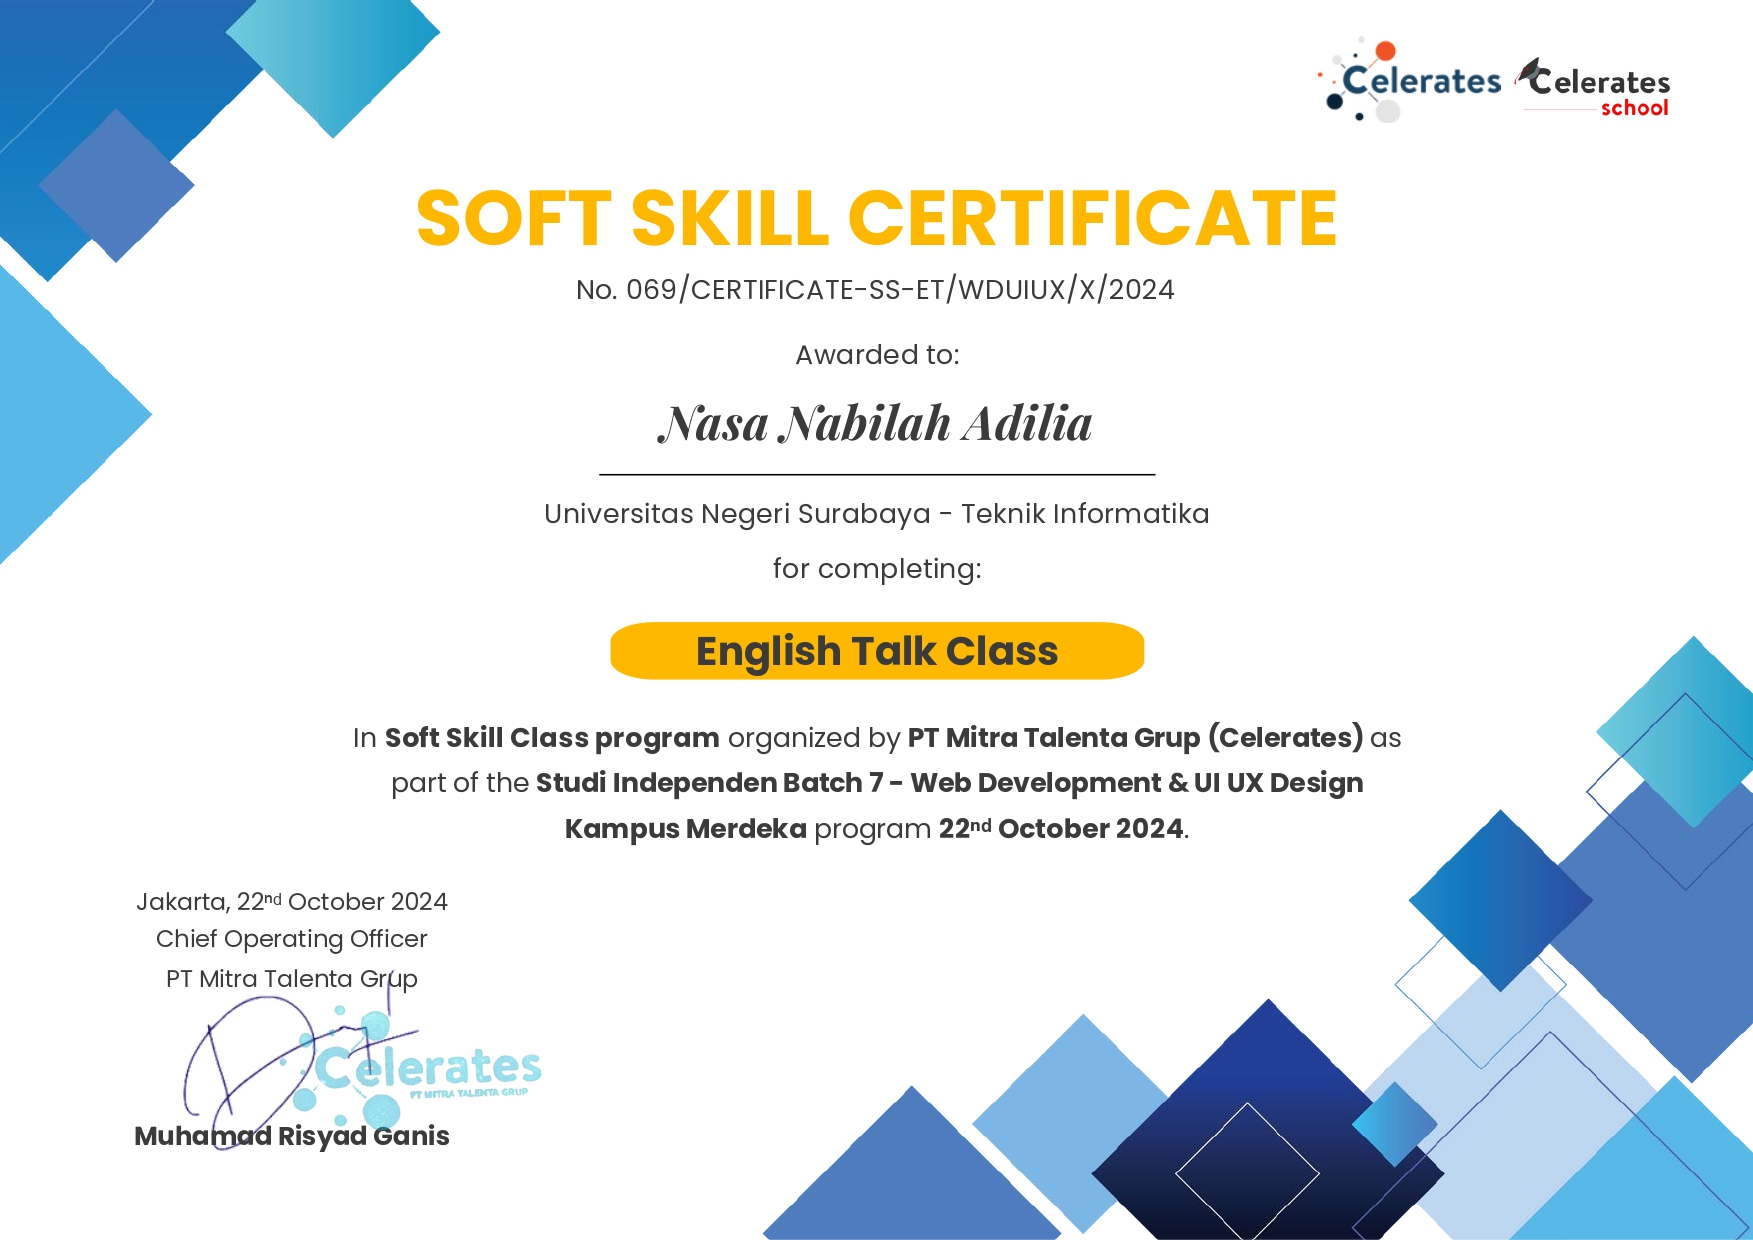 Celerates
Celerates
school
SOFT SKILL CERTIFICATE
No. 069/CERTIFICATE-SS-ET/WDUIUX/X/2024
Awarded to:
Nasa Nabilah Adilia
Universitas Negeri Surabaya - Teknik Informatika
for completing:
English Talk Class
In Soft Skill Class program organized by PT Mitra Talenta Grup (Celerates) as
part of the Studi Independen Batch 7 - Web Development & UI UX Design
Kampus Merdeka program 22nd October 2024.
Jakarta, 22nd October 2024
Chief Operating Officer
PT Mitra Talenta Grup
Celerates
PT MITRA TALENTA GRUP
Muhamad Risyad Ganis